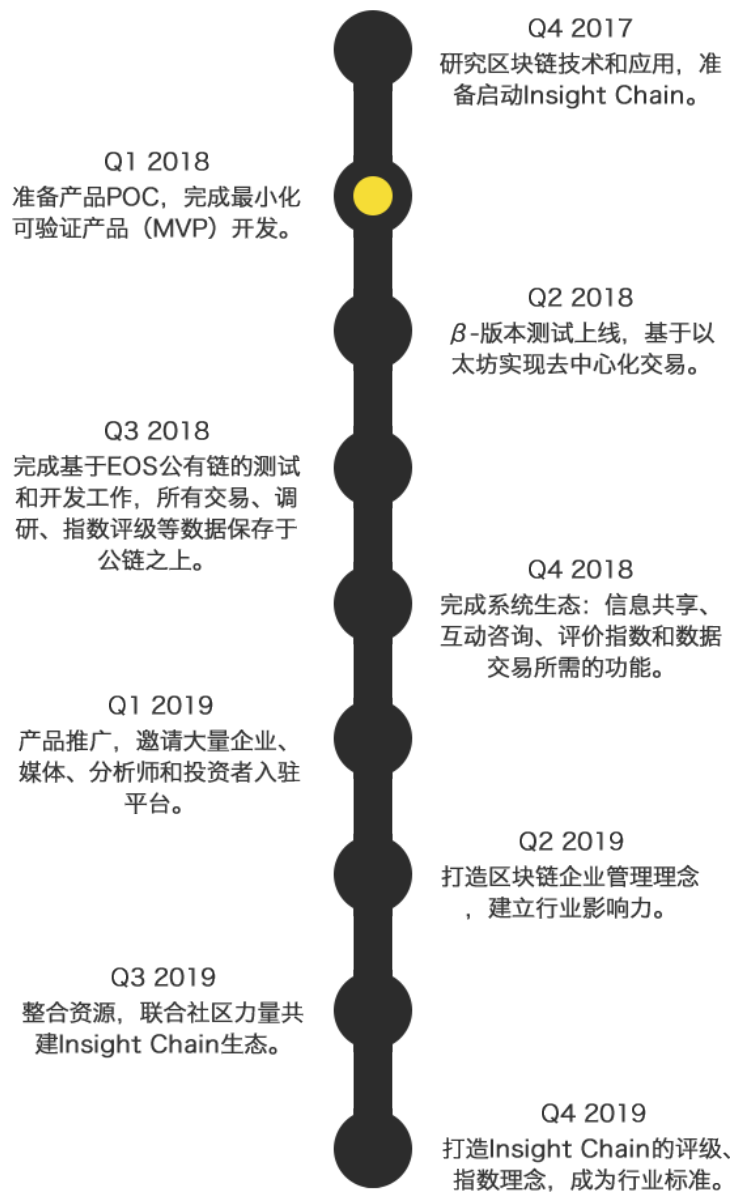 Q4 2017
研究区块链技术和应用，准
备启动Insight Chain。
Q1 2018
准备产品POC，完成最小化
可验证产品（MVP）开发。
Q2 2018
β-版本测试上线，基于以
太坊实现去中心化交易。
Q3 2018
完成基于EOS公有链的测试
和开发工作，所有交易、调
研、指数评级等数据保存于
公链之上。
Q4 2018
完成系统生态：信息共享、
互动咨询、评价指数和数据
交易所需的功能。
Q1 2019
产品推广，邀请大量企业、
媒体、分析师和投资者入驻
平台。
Q2 2019
打造区块链企业管理理念
，建立行业影响力。
Q3 2019
整合资源，联合社区力量共
建Insight Chain生态。
Q4 2019
打造Insight Chain的评级、
指数理念，成为行业标准。